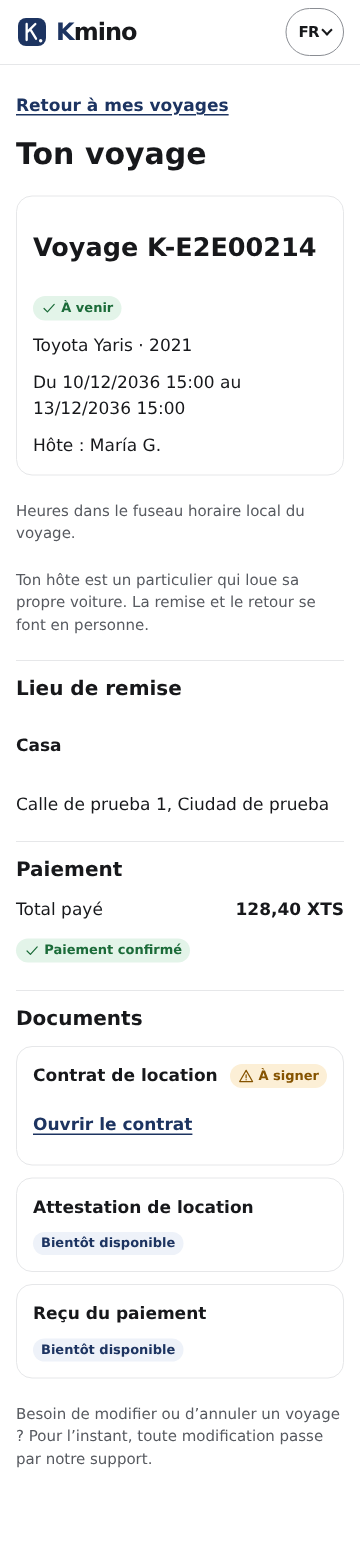 K. Kmino
FR
Retour à mes voyages
Ton voyage
Voyage K-E2E00214
À venir
Toyota Yaris · 2021
Du 10/12/2036 15:00 au
13/12/2036 15:00
Hôte : María G.
Heures dans le fuseau horaire local du
voyage.
Ton hôte est un particulier qui loue sa
propre voiture. La remise et le retour se
font en personne.
Lieu de remise
Casa
Calle de prueba 1, Ciudad de prueba
Paiement
Total payé 128,40 XTS
Paiement confirmé
Documents
Contrat de location À signer
Ouvrir le contrat
Attestation de location
Bientôt disponible
Reçu du paiement
Bientôt disponible
Besoin de modifier ou d’annuler un voyage
? Pour l’instant, toute modification passe
par notre support.